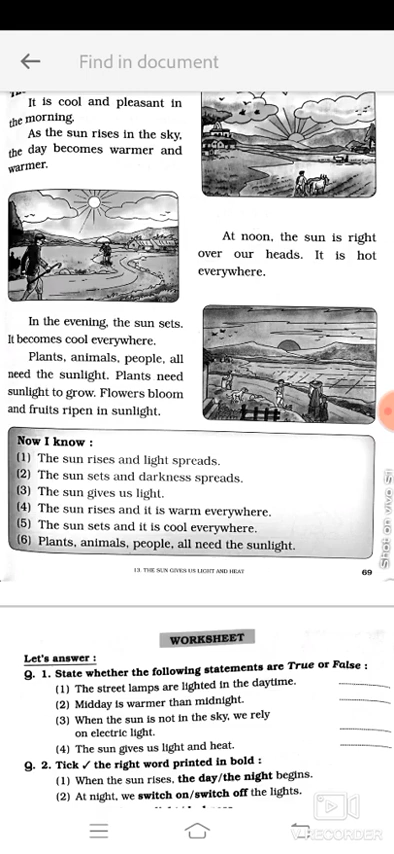 Find in document
It is cool and pleasant in
the morning.
As the sun rises in the sky,
the day becomes warmer and
warmer.
At noon, the sun is right
over our heads. It is hot
everywhere.
In the evening, the sun sets.
It becomes cool everywhere.
Plants, animals, people, all
need the sunlight. Plants need
sunlight to grow. Flowers bloom
and fruits ripen in sunlight.
Now I know :
(1) The sun rises and light spreads.
(2) The sun sets and darkness spreads.
(3) The sun gives us light.
(4) The sun rises and it is warm everywhere.
(5) The sun sets and it is cool everywhere.
(6) Plants, animals, people, all need the sunlight.
13. THE SUN GIVES US LIGHT AND HEAT
69
Shot on vivo
WORKSHEET
Let's answer :
Q. 1. State whether the following statements are True or False :
(1) The street lamps are lighted in the daytime.
(2) Midday is warmer than midnight.
(3) When the sun is not in the sky, we rely
on electric light.
(4) The sun gives us light and heat.
Q. 2. Tick ✓ the right word printed in bold :
(1) When the sun rises, the day/the night begins.
(2) At night, we switch on/switch off the lights.
V.RECORDER